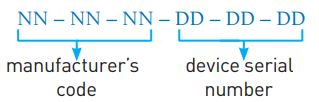 NN – NN – NN – DD – DD – DD
manufacturer's device serial
code number